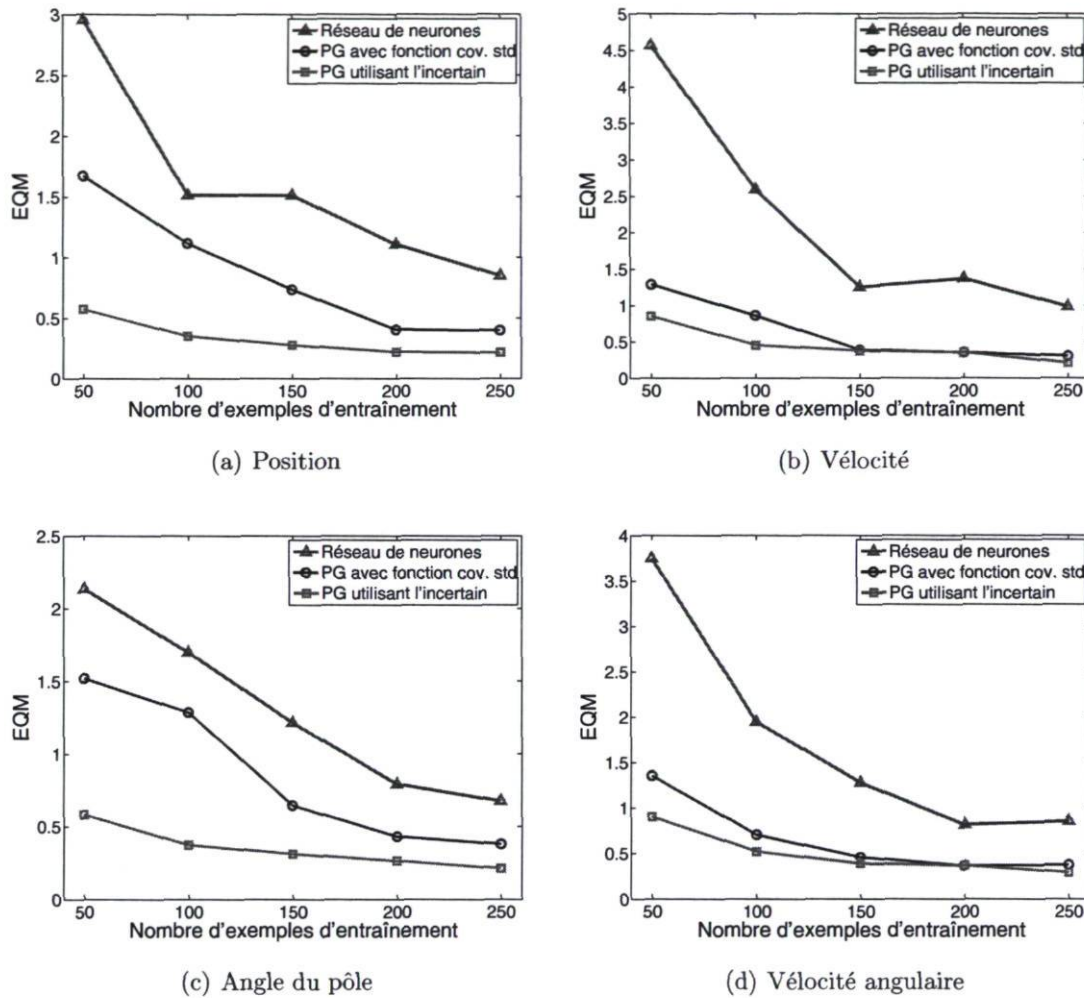 3
2.5
2
1.5
1
0.5
0
EQM
Réseau de neurones
PG avec fonction cov. std
PG utilisant l'incertain
50 100 150 200 250
Nombre d'exemples d'entraînement
(a) Position
5
4.5
4
3.5
3
2.5
2
1.5
1
0.5
0
EQM
Réseau de neurones
PG avec fonction cov. std
PG utilisant l'incertain
50 100 150 200 250
Nombre d'exemples d'entraînement
(b) Vélocité
2.5
2
1.5
1
0.5
0
EQM
Réseau de neurones
PG avec fonction cov. std
PG utilisant l'incertain
50 100 150 200 250
Nombre d'exemples d'entraînement
(c) Angle du pôle
4
3.5
3
2.5
2
1.5
1
0.5
0
EQM
Réseau de neurones
PG avec fonction cov. std
PG utilisant l'incertain
50 100 150 200 250
Nombre d'exemples d'entraînement
(d) Vélocité angulaire